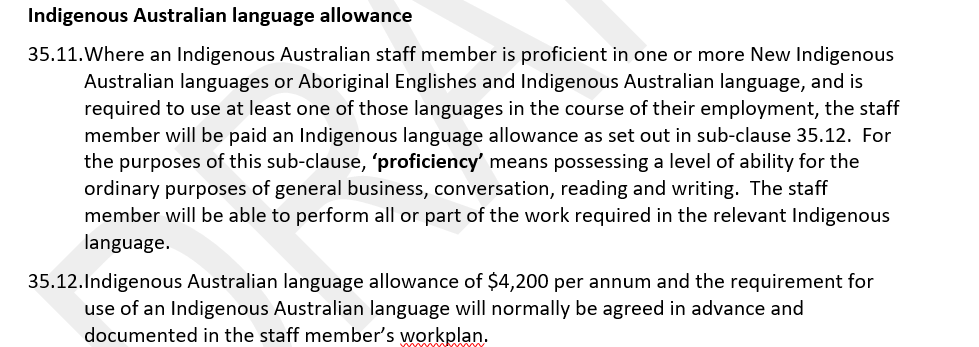 Indigenous Australian language allowance
35.11.Where an Indigenous Australian staff member is proficient in one or more New Indigenous
Australian languages or Aboriginal Englishes and Indigenous Australian language, and is
required to use at least one of those languages in the course of their employment, the staff
member will be paid an Indigenous language allowance as set out in sub-clause 35.12.  For
the purposes of this sub-clause, ‘proficiency’ means possessing a level of ability for the
ordinary purposes of general business, conversation, reading and writing.  The staff
member will be able to perform all or part of the work required in the relevant Indigenous
language.
35.12.Indigenous Australian language allowance of $4,200 per annum and the requirement for
use of an Indigenous Australian language will normally be agreed in advance and
documented in the staff member’s workplan.